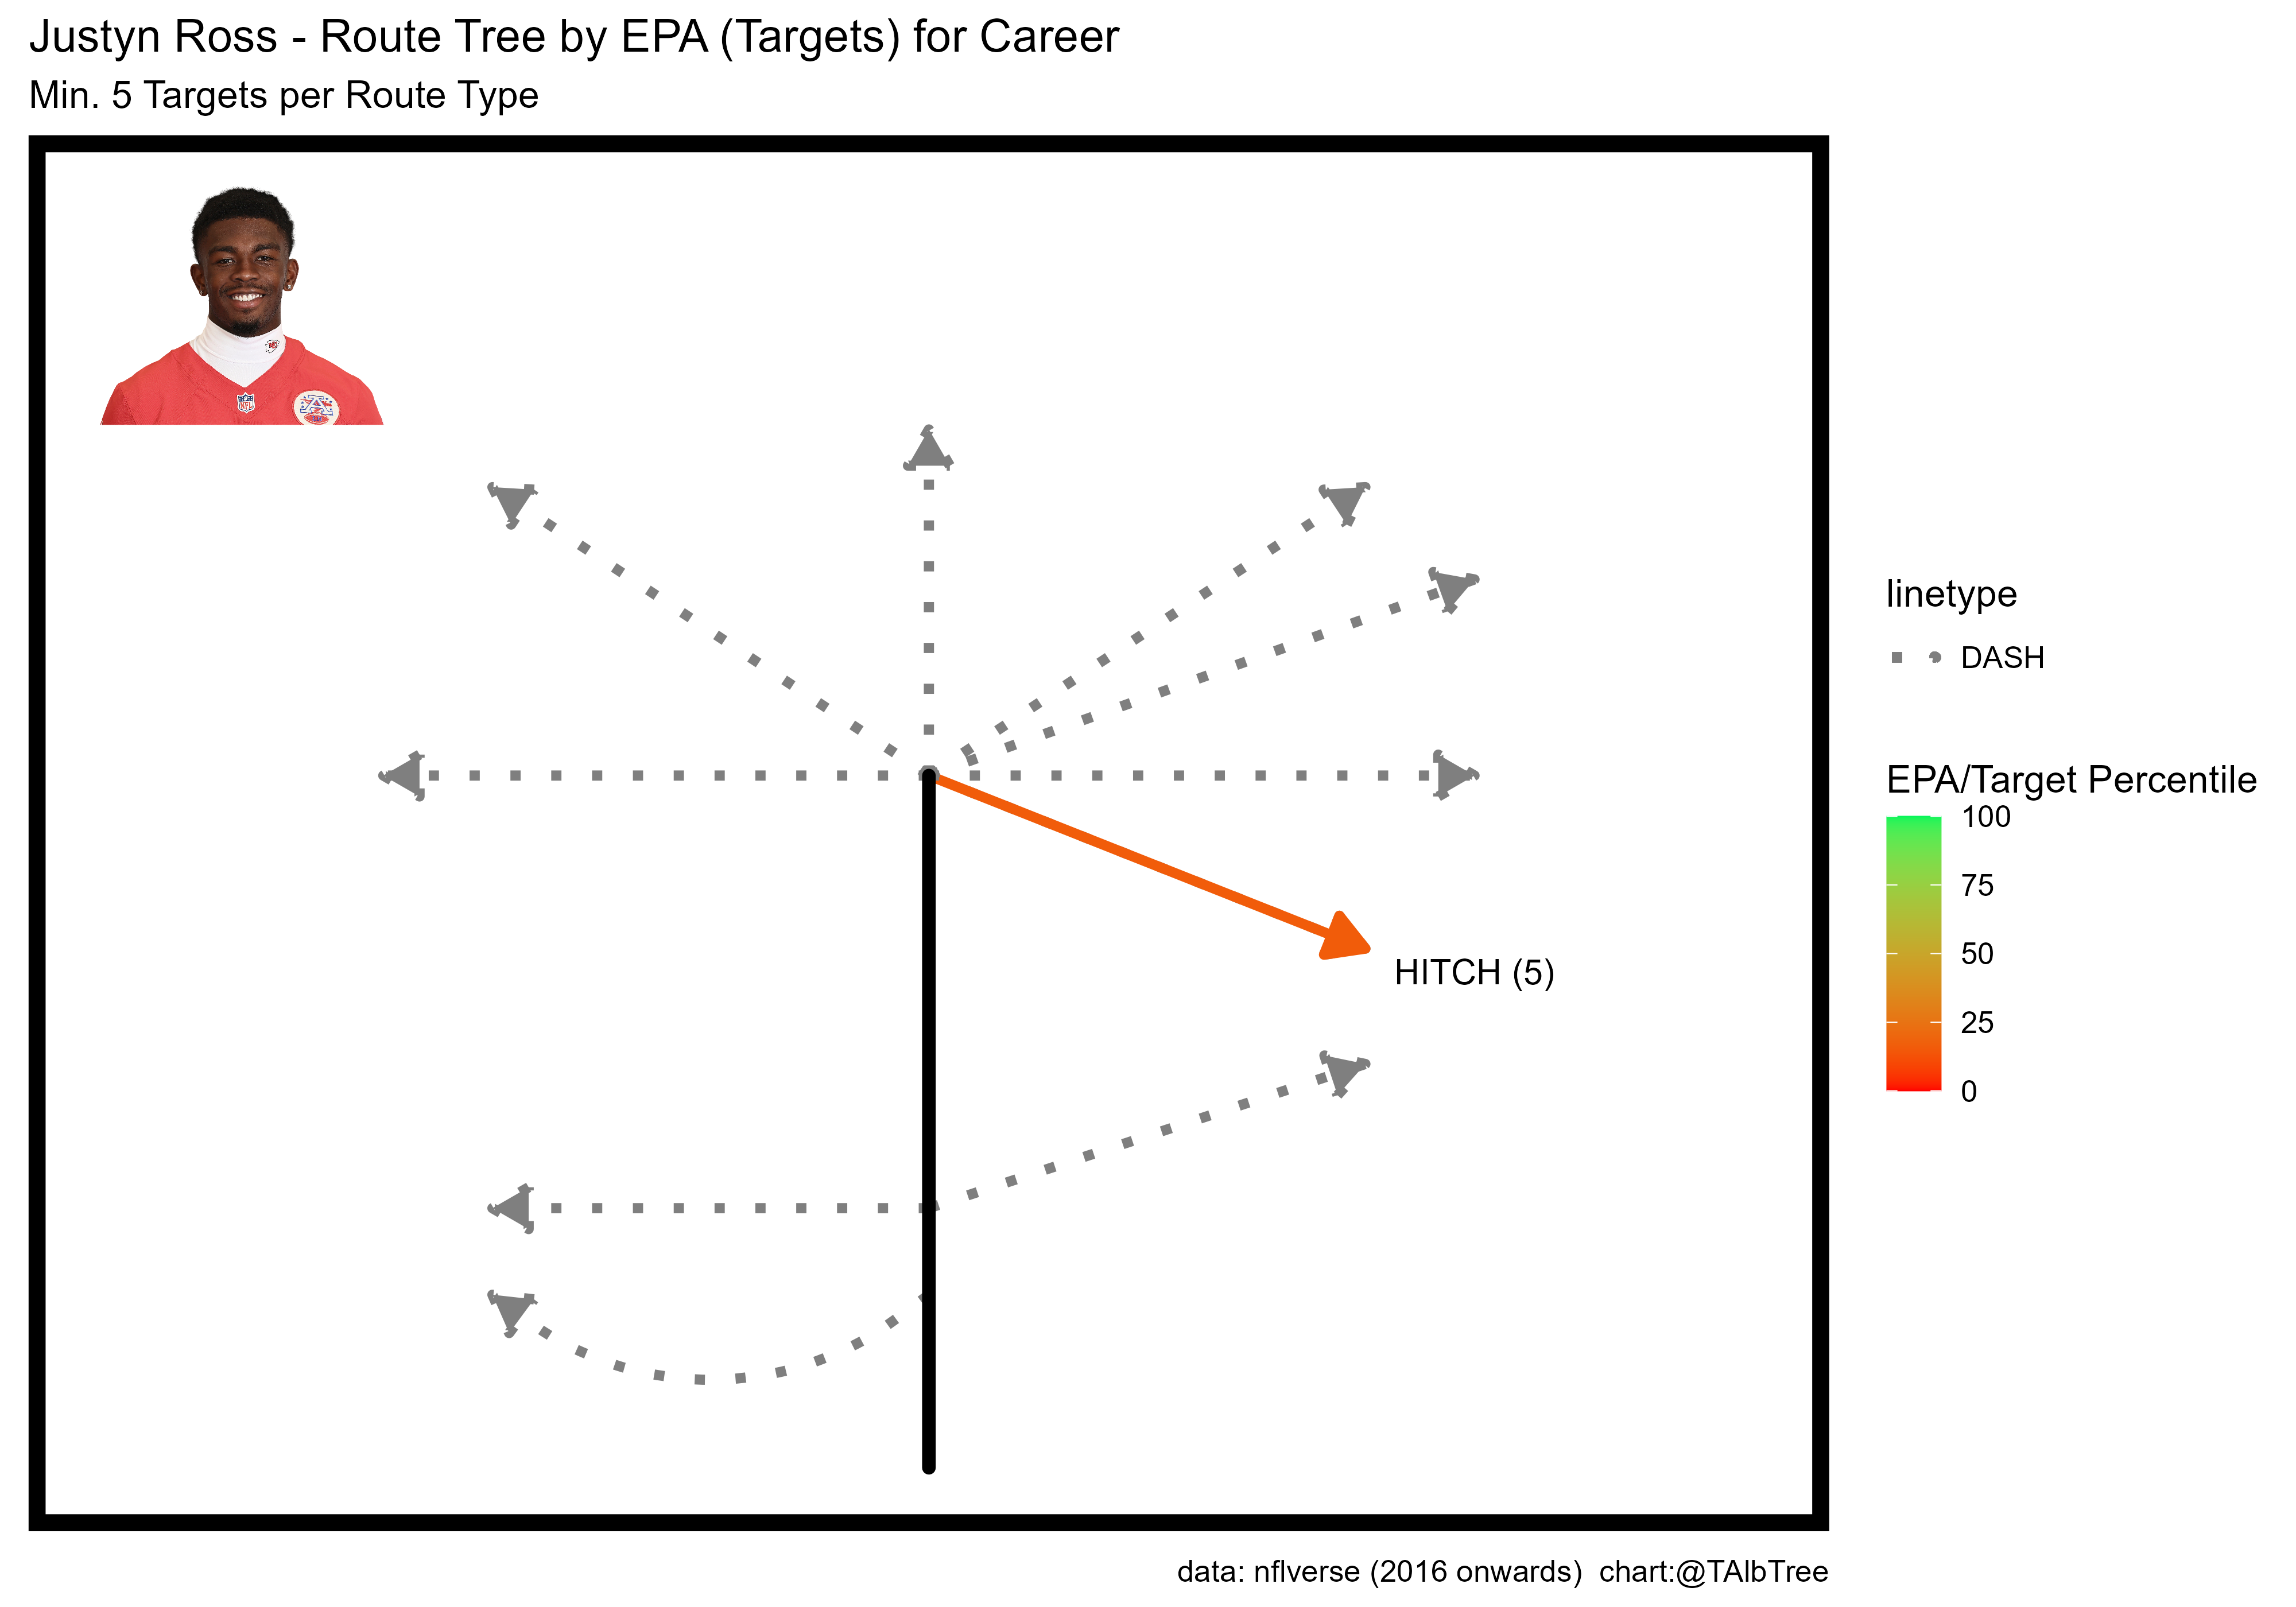 Justyn Ross - Route Tree by EPA (Targets) for Career
Min. 5 Targets per Route Type
HITCH (5)
linetype
DASH
EPA/Target Percentile
100
75
50
25
0
data: nflverse (2016 onwards)  chart:@TAlbTree